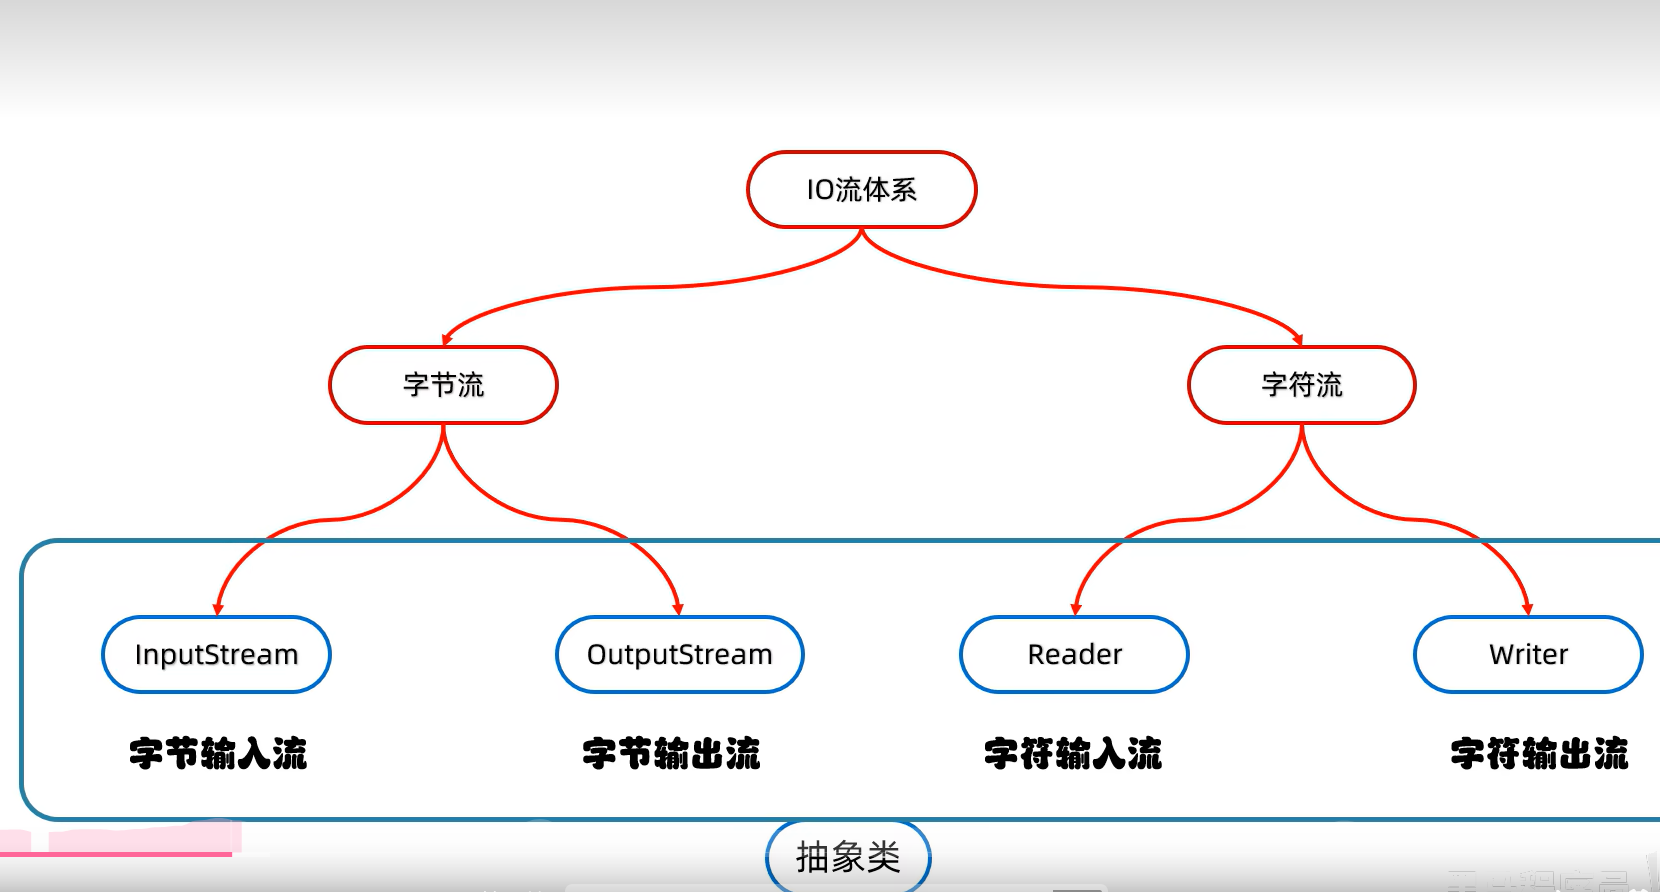 IO流体系
字节流
字符流
InputStream
OutputStream
Reader
Writer
字节输入流
字节输出流
字符输入流
字符输出流
抽象类